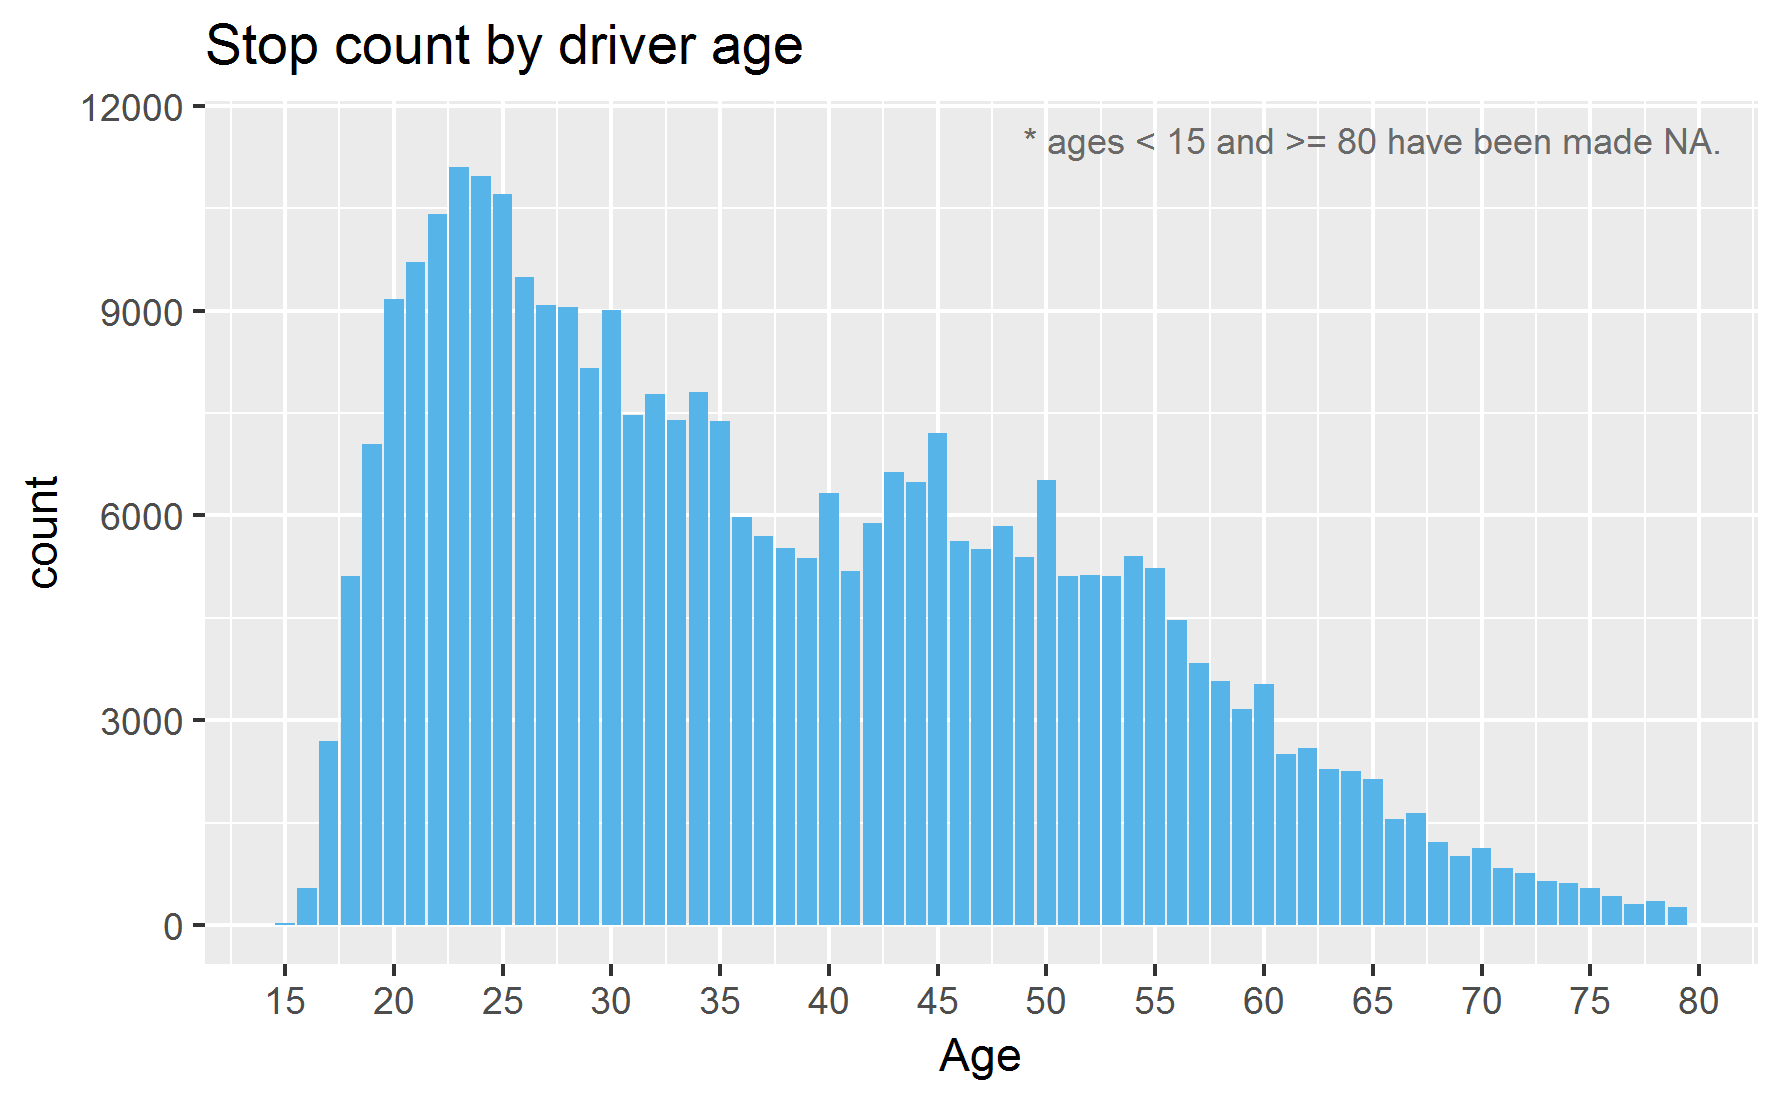 Stop count by driver age
12000
* ages < 15 and >= 80 have been made NA.
9000
6000
3000
0
count
15 20 25 30 35 40 45 50 55 60 65 70 75 80
Age